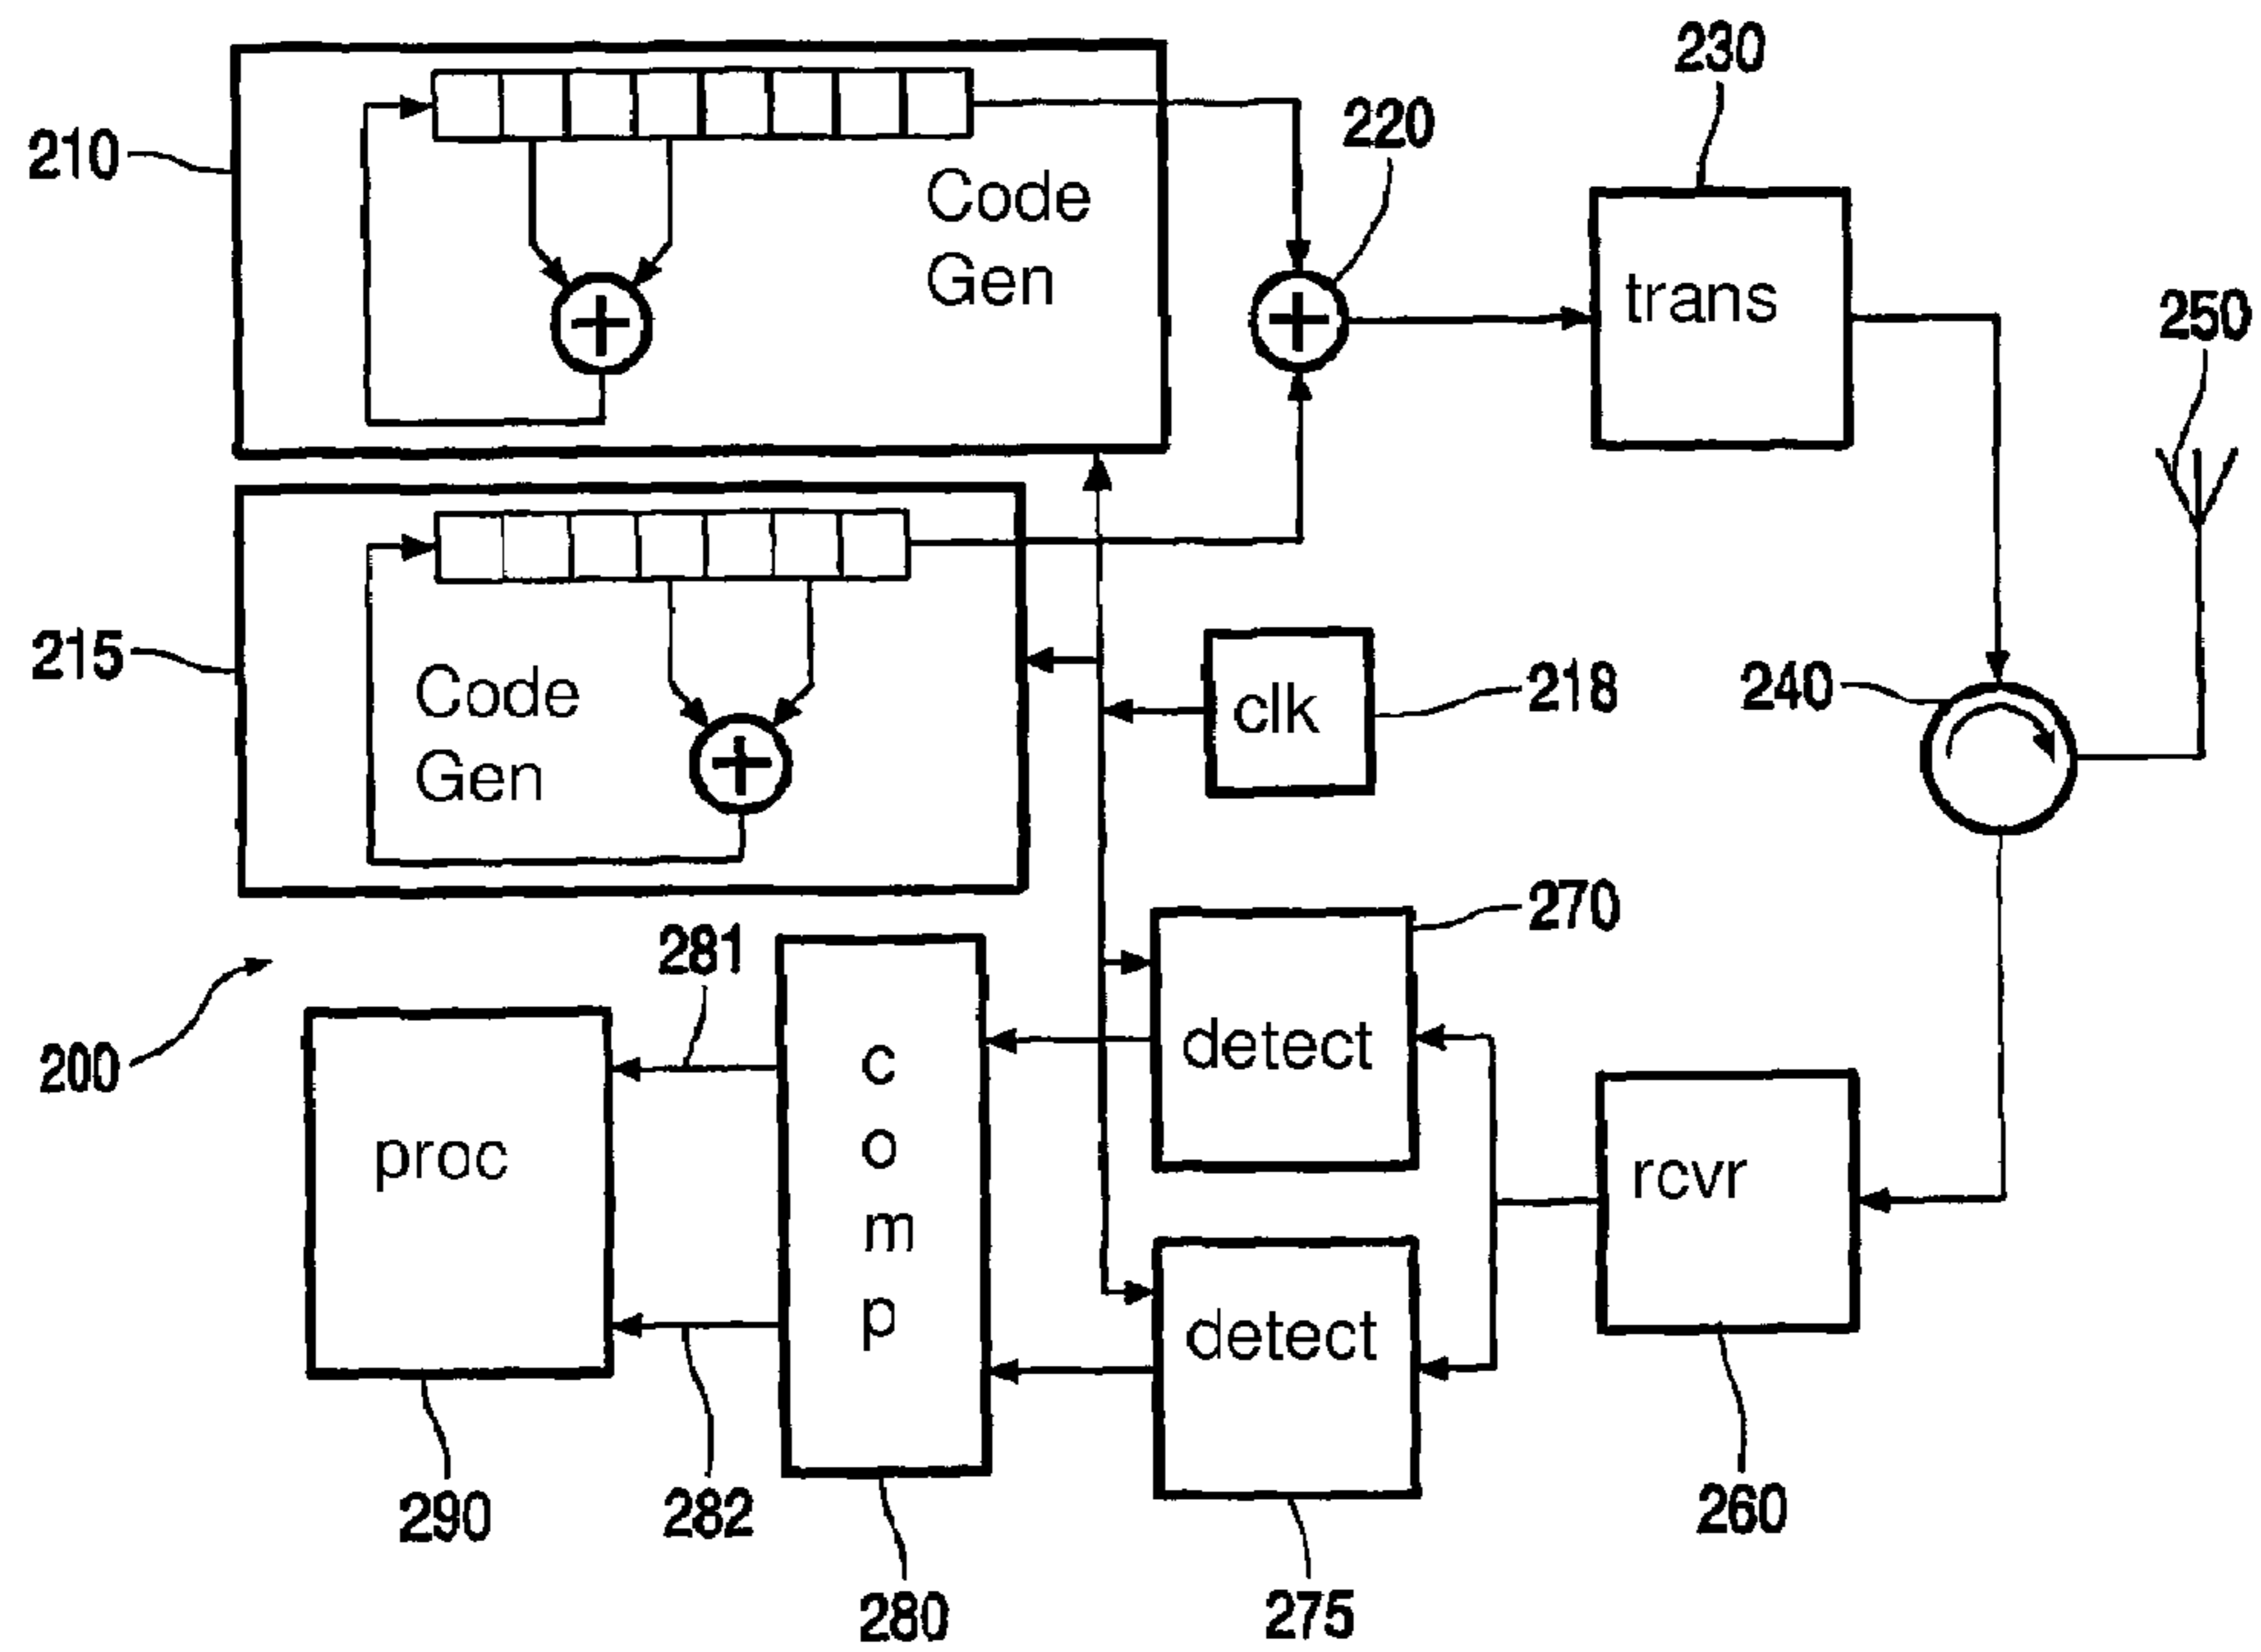 230
220
210
Code
Gen
trans
250
215
Code
Gen
clk
218
240
270
281
200
detect
c
o
m
p
proc
rcvr
detect
290
282
260
280
275